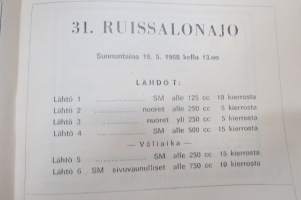 31. RUISSALONAJO
Sunnuntaina 19. 5. 1968 kello 13.oo
LÄHDÖT:
Lähtö 1 SM alle 125 cc 10 kierrosta
Lähtö 2 nuoret alle 250 cc 5 kierrosta
Lähtö 3 nuoret yli 250 cc 5 kierrosta
Lähtö 4 SM alle 500 cc 15 kierrosta
— Väliaika —
Lähtö 5 SM alle 250 cc 15 kierrosta
Lähtö 6 SM sivuvaunulliset alle 750 cc 10 kierrosta